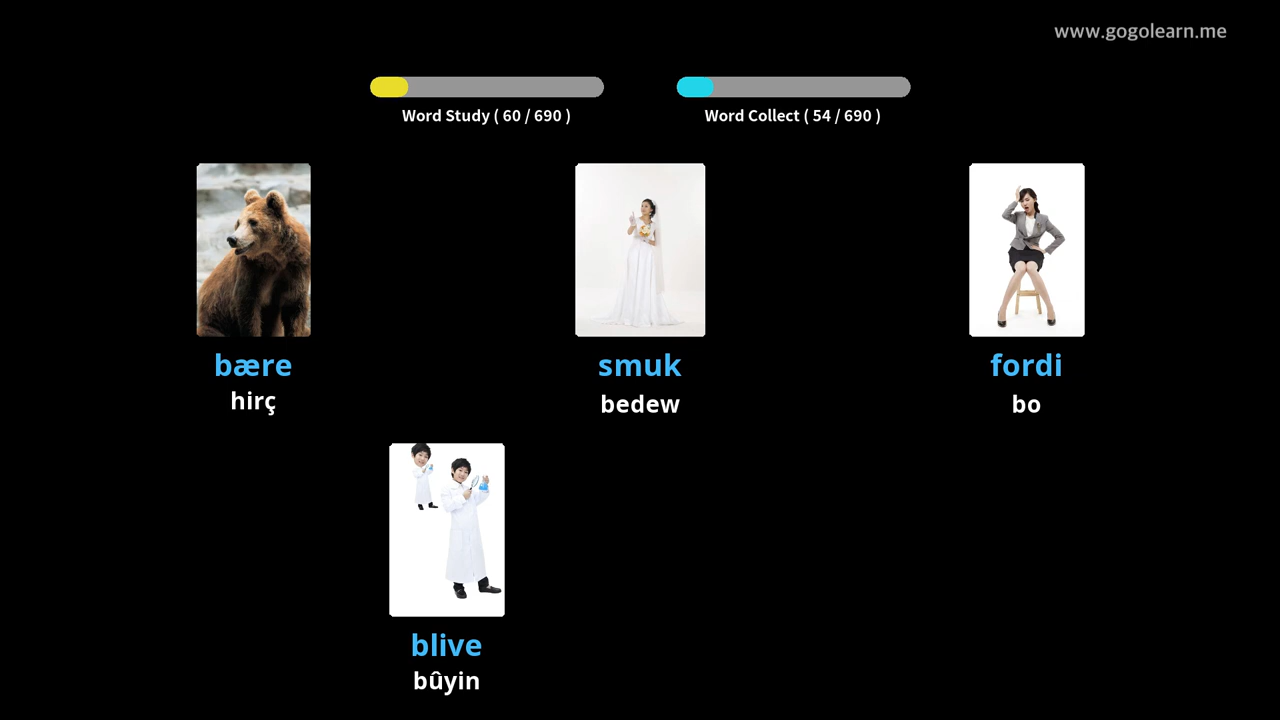 www.gogolearn.me
Word Study ( 60 / 690 )
Word Collect ( 54 / 690 )
bære
hirç
smuk
bedew
fordi
bo
blive
bûyin